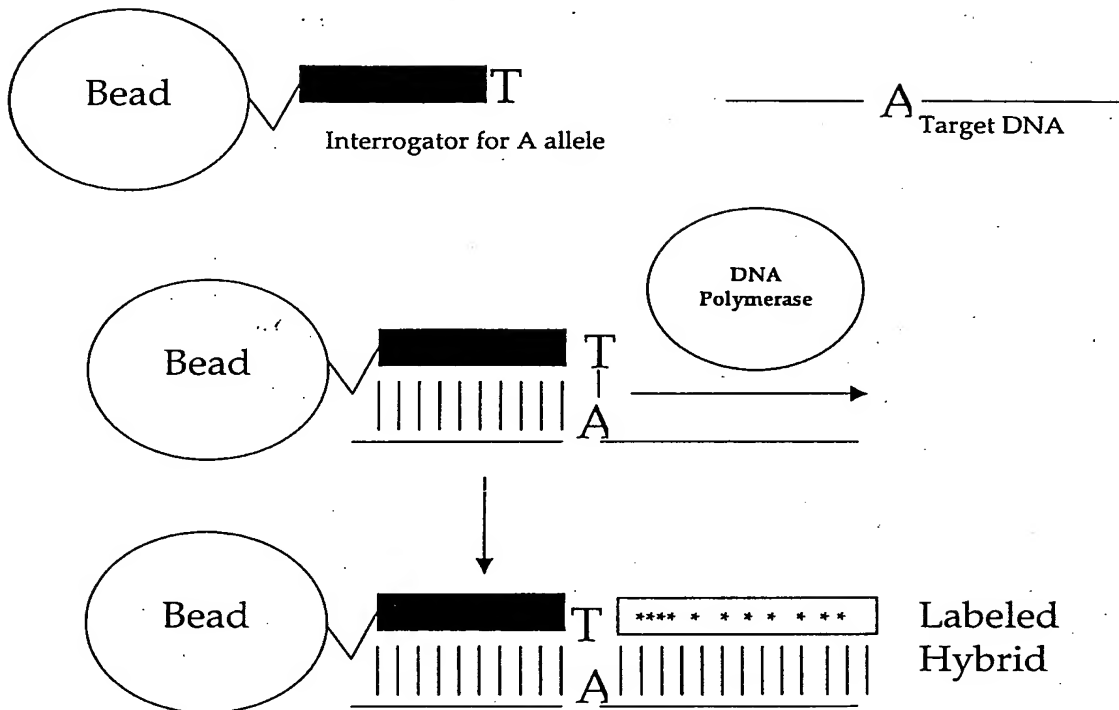 Bead
T
Interrogator for A allele
A
Target DNA
DNA
Polymerase
Bead
T
A
Bead
T
**** * * * * * * *
Labeled
Hybrid
A